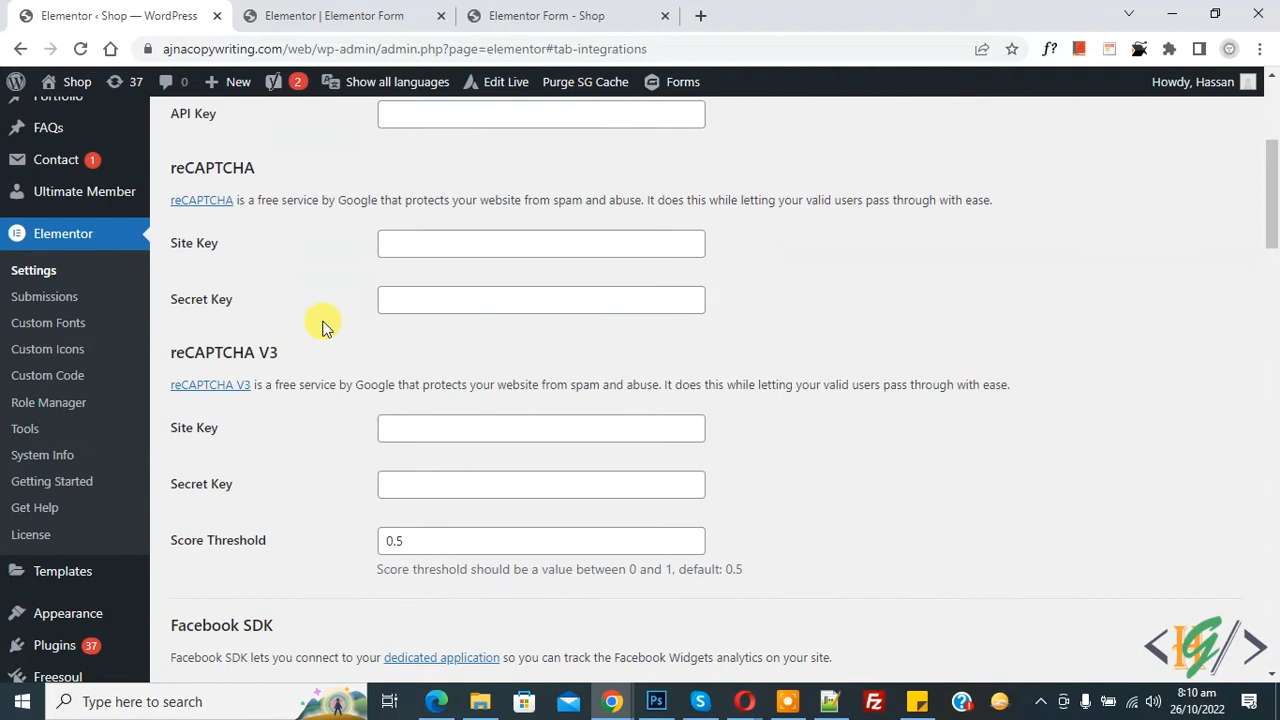 Elementor ‹ Shop — WordPress
Elementor | Elementor Form
Elementor Form - Shop
ajnacopywriting.com/web/wp-admin/admin.php?page=elementor#tab-integrations
f?
Shop
37
0
New
2
Show all languages
Edit Live
Purge SG Cache
Forms
Howdy, Hassan
Portfolio
FAQs
Contact 1
Ultimate Member
Elementor
Settings
Submissions
Custom Fonts
Custom Icons
Custom Code
Role Manager
Tools
System Info
Getting Started
Get Help
License
Templates
Appearance
Plugins 37
Freesoul
API Key
reCAPTCHA
reCAPTCHA is a free service by Google that protects your website from spam and abuse. It does this while letting your valid users pass through with ease.
Site Key
Secret Key
reCAPTCHA V3
reCAPTCHA V3 is a free service by Google that protects your website from spam and abuse. It does this while letting your valid users pass through with ease.
Site Key
Secret Key
Score Threshold
0.5
Score threshold should be a value between 0 and 1, default: 0.5
Facebook SDK
Facebook SDK lets you connect to your dedicated application so you can track the Facebook Widgets analytics on your site.
Type here to search
Ps
8:10 am
26/10/2022